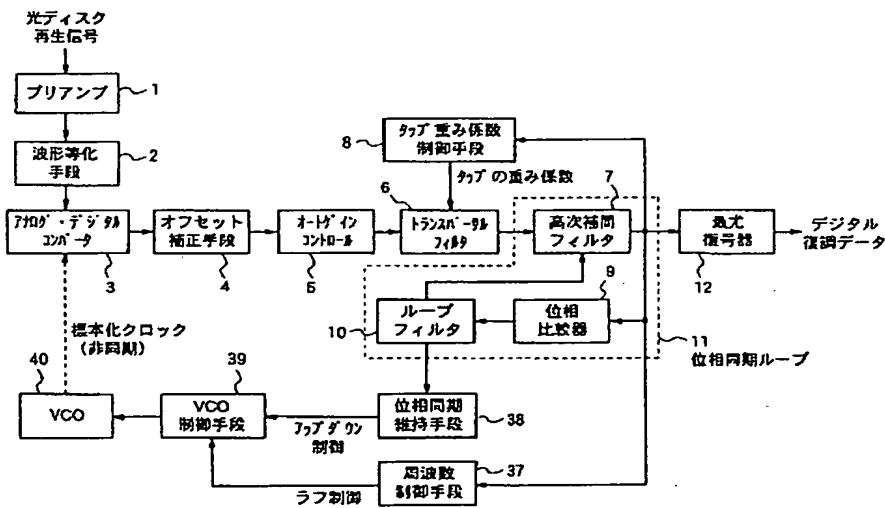 光ディスク
再生信号
プリアンプ
1
波形等化
手段
2
アナログ・デジタル
コンバータ
3
オフセット
補正手段
4
オートゲイン
コントロール
5
タップ重み係数
制御手段
8
タップの重み係数
6
トランスバーサル
フィルタ
7
高次補間
フィルタ
最尤
復号器
12
デジタル
復調データ
9
ループ
フィルタ
10
位相
比較器
11
位相同期ループ
標本化クロック
(非同期)
40
VCO
39
VCO
制御手段
アップダウン
制御
位相同期
維持手段
38
周波数
制御手段
37
ラフ制御